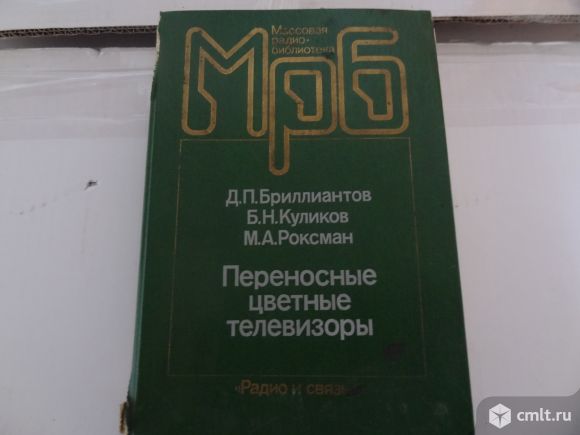 Массовая
радио-
библиотека
Мрб
Д.П.Бриллиантов
Б.Н.Куликов
М.А.Роксман
Переносные
цветные
телевизоры
«Радио и связь»
cmlt.ru